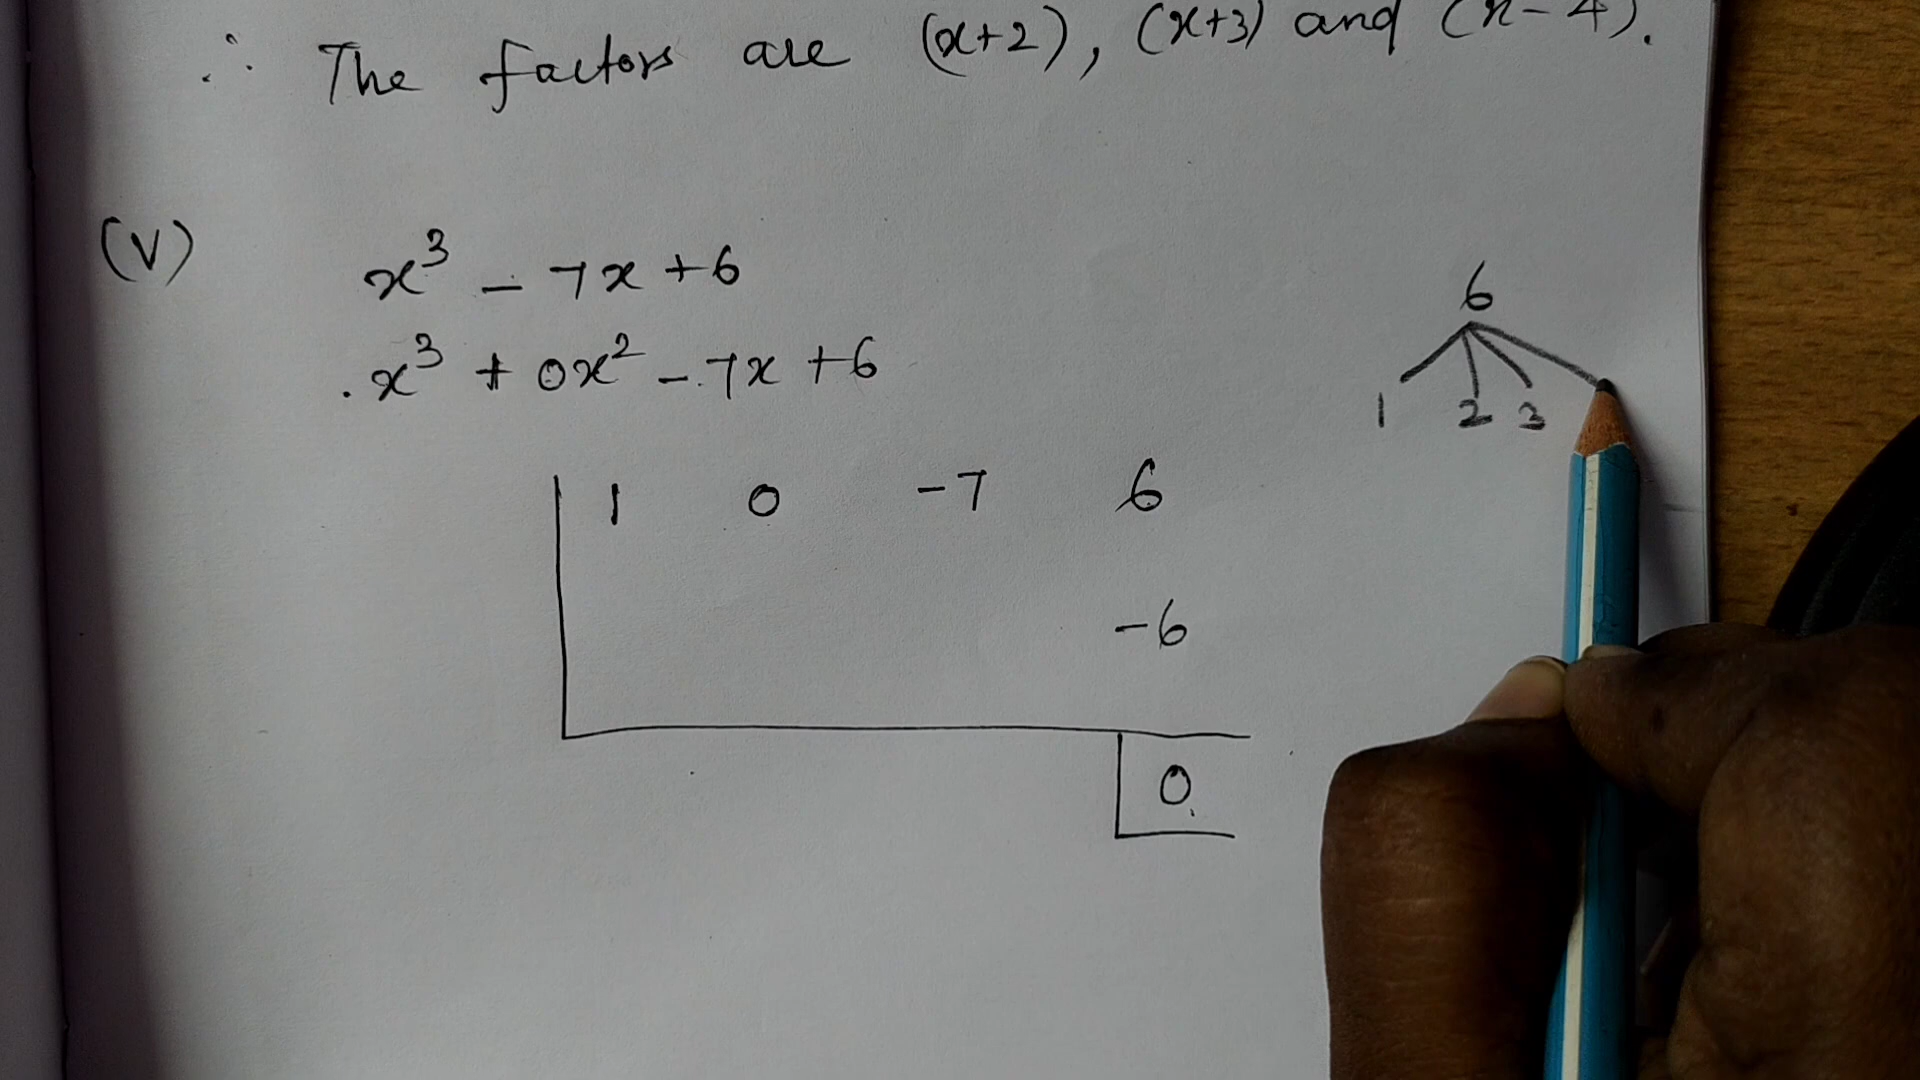 ∴ The factors are (x+2), (x+3) and (x-4).
(V) x³ - 7x + 6
6
x³ + 0x² - 7x + 6
1 2 3
1 0 -7 6
-6
0